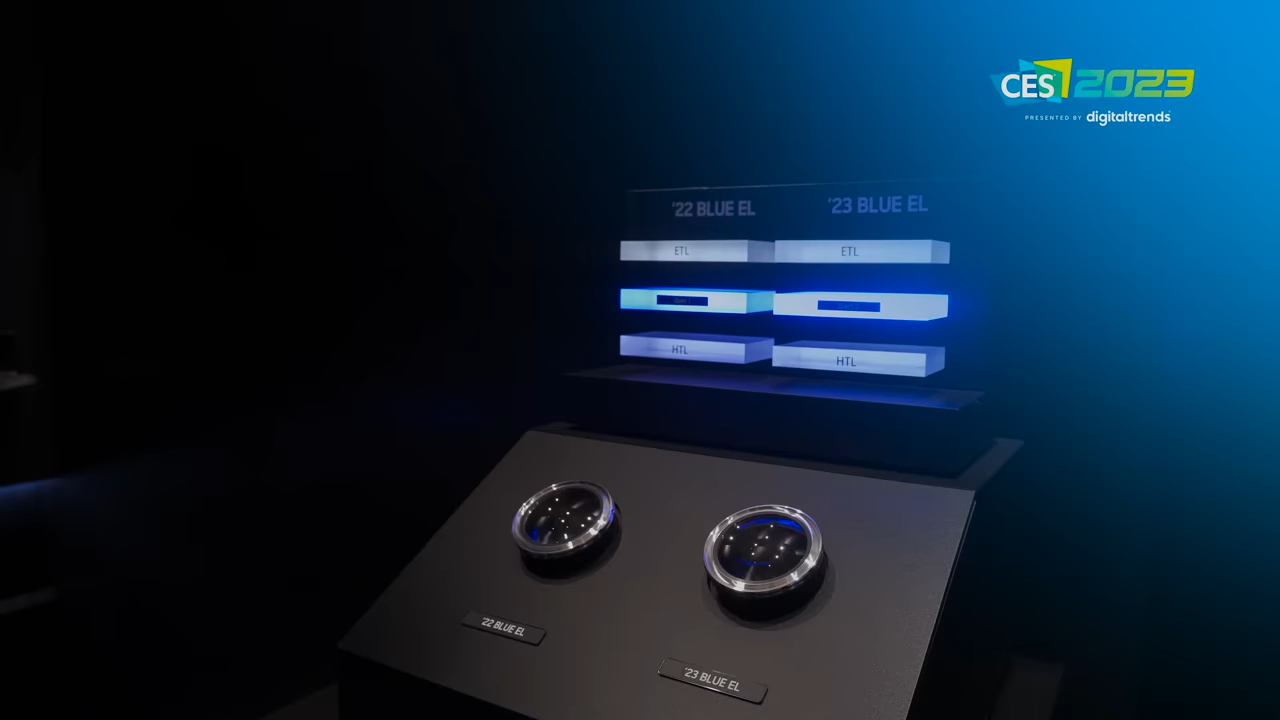 CES 2023
PRESENTED BY digitaltrends
'22 BLUE EL
'23 BLUE EL
ETL
ETL
HTL
HTL
'22 BLUE EL
'23 BLUE EL